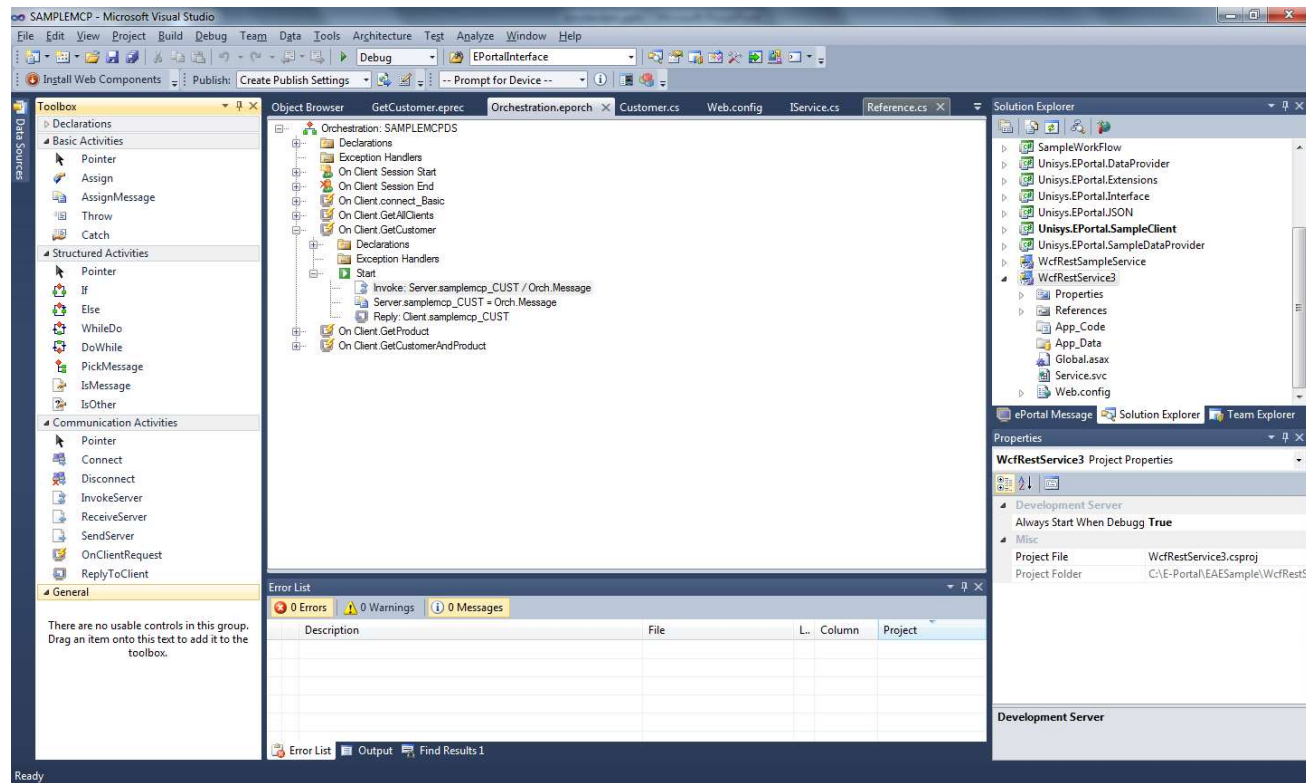 SAMPLEMCP - Microsoft Visual Studio
File Edit View Project Build Debug Team Data Tools Architecture Test Analyze Window Help
Debug EPortalInterface
Install Web Components Publish: Create Publish Settings -- Prompt for Device --
Data Sources
Toolbox
Declarations
Basic Activities
Pointer
Assign
AssignMessage
Throw
Catch
Structured Activities
Pointer
If
Else
WhileDo
DoWhile
PickMessage
IsMessage
IsOther
Communication Activities
Pointer
Connect
Disconnect
InvokeServer
ReceiveServer
SendServer
OnClientRequest
ReplyToClient
General
There are no usable controls in this group.
Drag an item onto this text to add it to the
toolbox.
Object Browser GetCustomer.eprec Orchestration.eporch Customer.cs Web.config IService.cs Reference.cs
Orchestration: SAMPLEMCPDS
Declarations
Exception Handlers
On Client Session Start
On Client Session End
On Client.connect_Basic
On Client.GetAllClients
On Client.GetCustomer
Declarations
Exception Handlers
Start
Invoke: Server.samplemcp_CUST / Orch.Message
Server.samplemcp_CUST = Orch.Message
Reply: Client.samplemcp_CUST
On Client.GetProduct
On Client.GetCustomerAndProduct
Error List
0 Errors 0 Warnings 0 Messages
Description File L.. Column Project
Error List Output Find Results 1
Solution Explorer
SampleWorkFlow
Unisys.EPortal.DataProvider
Unisys.EPortal.Extensions
Unisys.EPortal.Interface
Unisys.EPortal.JSON
Unisys.EPortal.SampleClient
Unisys.EPortal.SampleDataProvider
WcfRestSampleService
WcfRestService3
Properties
References
App_Code
App_Data
Global.asax
Service.svc
Web.config
ePortal Message Solution Explorer Team Explorer
Properties
WcfRestService3 Project Properties
Development Server
Always Start When Debugg True
Misc
Project File WcfRestService3.csproj
Project Folder C:\E-Portal\EAESample\WcfRestS
Development Server
Ready